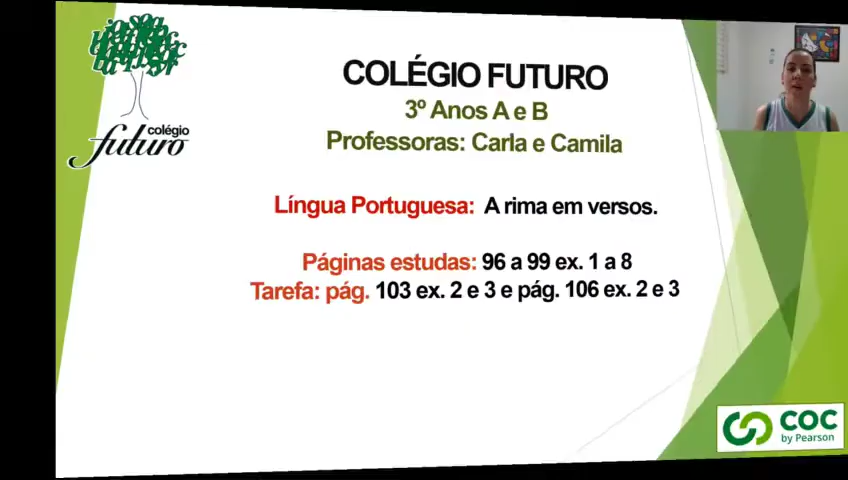 COLÉGIO FUTURO
3º Anos A e B
Professoras: Carla e Camila
colégio
futuro
Língua Portuguesa: A rima em versos.
Páginas estudas: 96 a 99 ex. 1 a 8
Tarefa: pág. 103 ex. 2 e 3 e pág. 106 ex. 2 e 3
COC
by Pearson